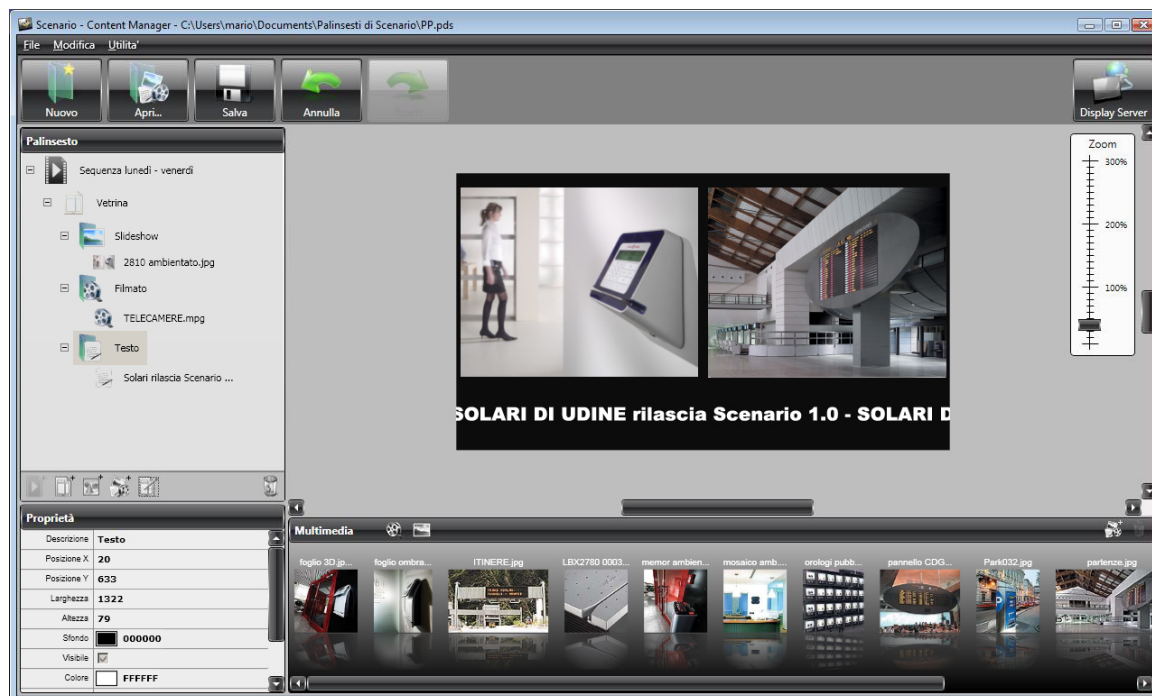 Scenario - Content Manager - C:\Users\mario\Documents\Palinsesti di Scenario\PP.pds
File Modifica Utilita'
Nuovo
Apri...
Salva
Annulla
Display Server
Palinsesto
Sequenza lunedì - venerdì
Vetrina
Slideshow
2810 ambientato.jpg
Filmato
TELECAMERE.mpg
Testo
Solari rilascia Scenario ...
SOLARI DI UDINE rilascia Scenario 1.0 - SOLARI D
Zoom
300%
200%
100%
Proprietà
Descrizione Testo
Posizione X 20
Posizione Y 633
Larghezza 1322
Altezza 79
Sfondo 000000
Visibile
Colore FFFFFF
Multimedia
foglio 3D.jp...
foglio ombra...
ITINERE.jpg
LBX2780 0003...
memor ambien...
mosaico amb....
orologi pubb...
pannello CDG...
Park032.jpg
partenze.jpg